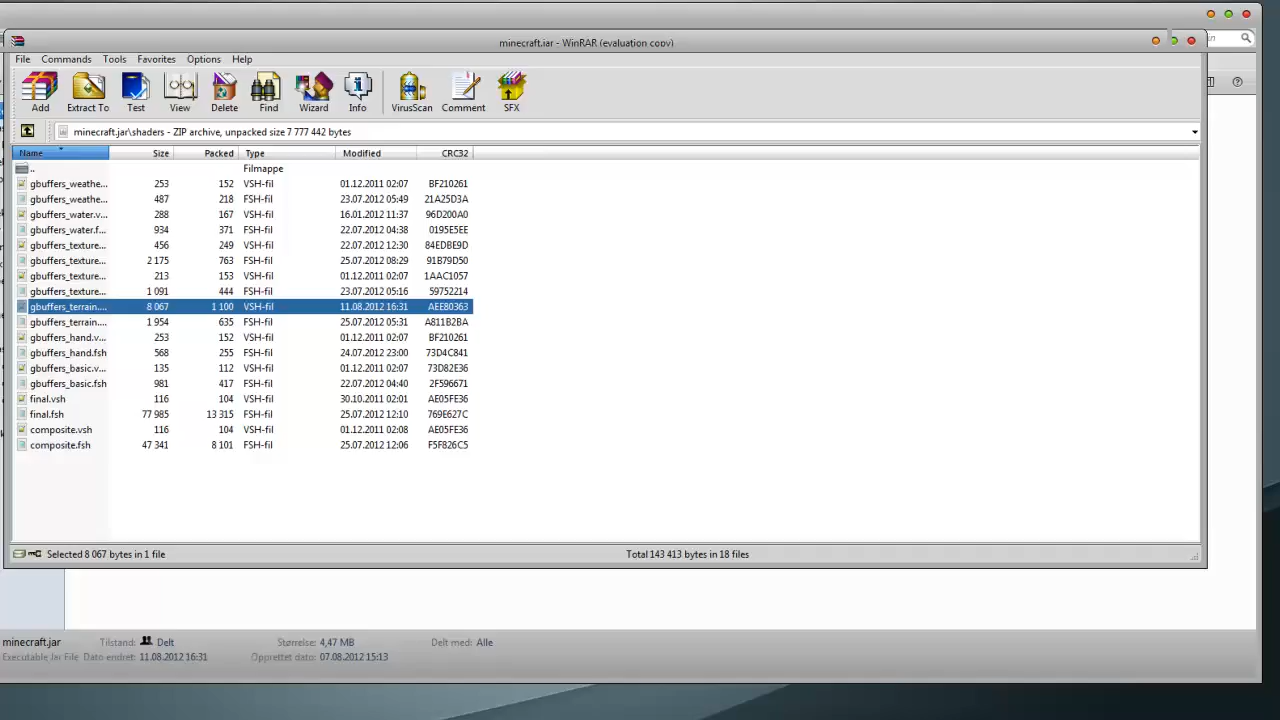 minecraft.jar - WinRAR (evaluation copy)
File Commands Tools Favorites Options Help
Add Extract To Test View Delete Find Wizard Info VirusScan Comment SFX
minecraft.jar\shaders - ZIP archive, unpacked size 7 777 442 bytes
Name Size Packed Type Modified CRC32
.. Filmappe
gbuffers_weathe... 253 152 VSH-fil 01.12.2011 02:07 BF210261
gbuffers_weathe... 487 218 FSH-fil 23.07.2012 05:49 21A25D3A
gbuffers_water.v... 288 167 VSH-fil 16.01.2012 11:37 96D200A0
gbuffers_water.f... 934 371 FSH-fil 22.07.2012 04:38 0195E5EE
gbuffers_texture... 456 249 VSH-fil 22.07.2012 12:30 84EDBE9D
gbuffers_texture... 2 175 763 FSH-fil 25.07.2012 08:29 91B79D50
gbuffers_texture... 213 153 VSH-fil 01.12.2011 02:07 1AAC1057
gbuffers_texture... 1 091 444 FSH-fil 23.07.2012 05:16 59752214
gbuffers_terrain.... 8 067 1 100 VSH-fil 11.08.2012 16:31 AEE80363
gbuffers_terrain.... 1 954 635 FSH-fil 25.07.2012 05:31 A811B2BA
gbuffers_hand.v... 253 152 VSH-fil 01.12.2011 02:07 BF210261
gbuffers_hand.fsh 568 255 FSH-fil 24.07.2012 23:00 73D4C841
gbuffers_basic.v... 135 112 VSH-fil 01.12.2011 02:07 73D82E36
gbuffers_basic.fsh 981 417 FSH-fil 22.07.2012 04:40 2F596671
final.vsh 116 104 VSH-fil 30.10.2011 02:01 AE05FE36
final.fsh 77 985 13 315 FSH-fil 25.07.2012 12:10 769E627C
composite.vsh 116 104 VSH-fil 01.12.2011 02:08 AE05FE36
composite.fsh 47 341 8 101 FSH-fil 25.07.2012 12:06 F5F826C5
Selected 8 067 bytes in 1 file Total 143 413 bytes in 18 files
minecraft.jar Tilstand: Delt Størrelse: 4,47 MB Delt med: Alle
Executable Jar File Dato endret: 11.08.2012 16:31 Opprettet dato: 07.08.2012 15:13